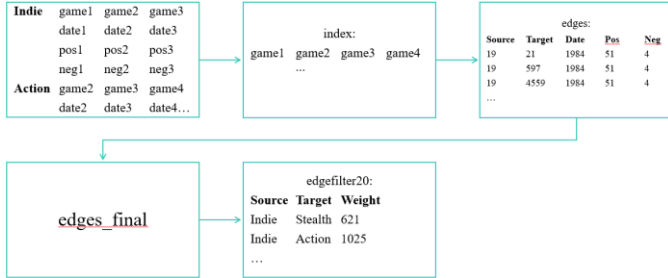 Indie game1 game2 game3
date1 date2 date3
pos1 pos2 pos3
neg1 neg2 neg3
Action game2 game3 game4
date2 date3 date4…
index:
game1 game2 game3 game4
...
edges:
Source Target Date Pos Neg
19 21 1984 51 4
19 597 1984 51 4
19 4559 1984 51 4
…
edges_final
edgefilter20:
Source Target Weight
Indie Stealth 621
Indie Action 1025
…